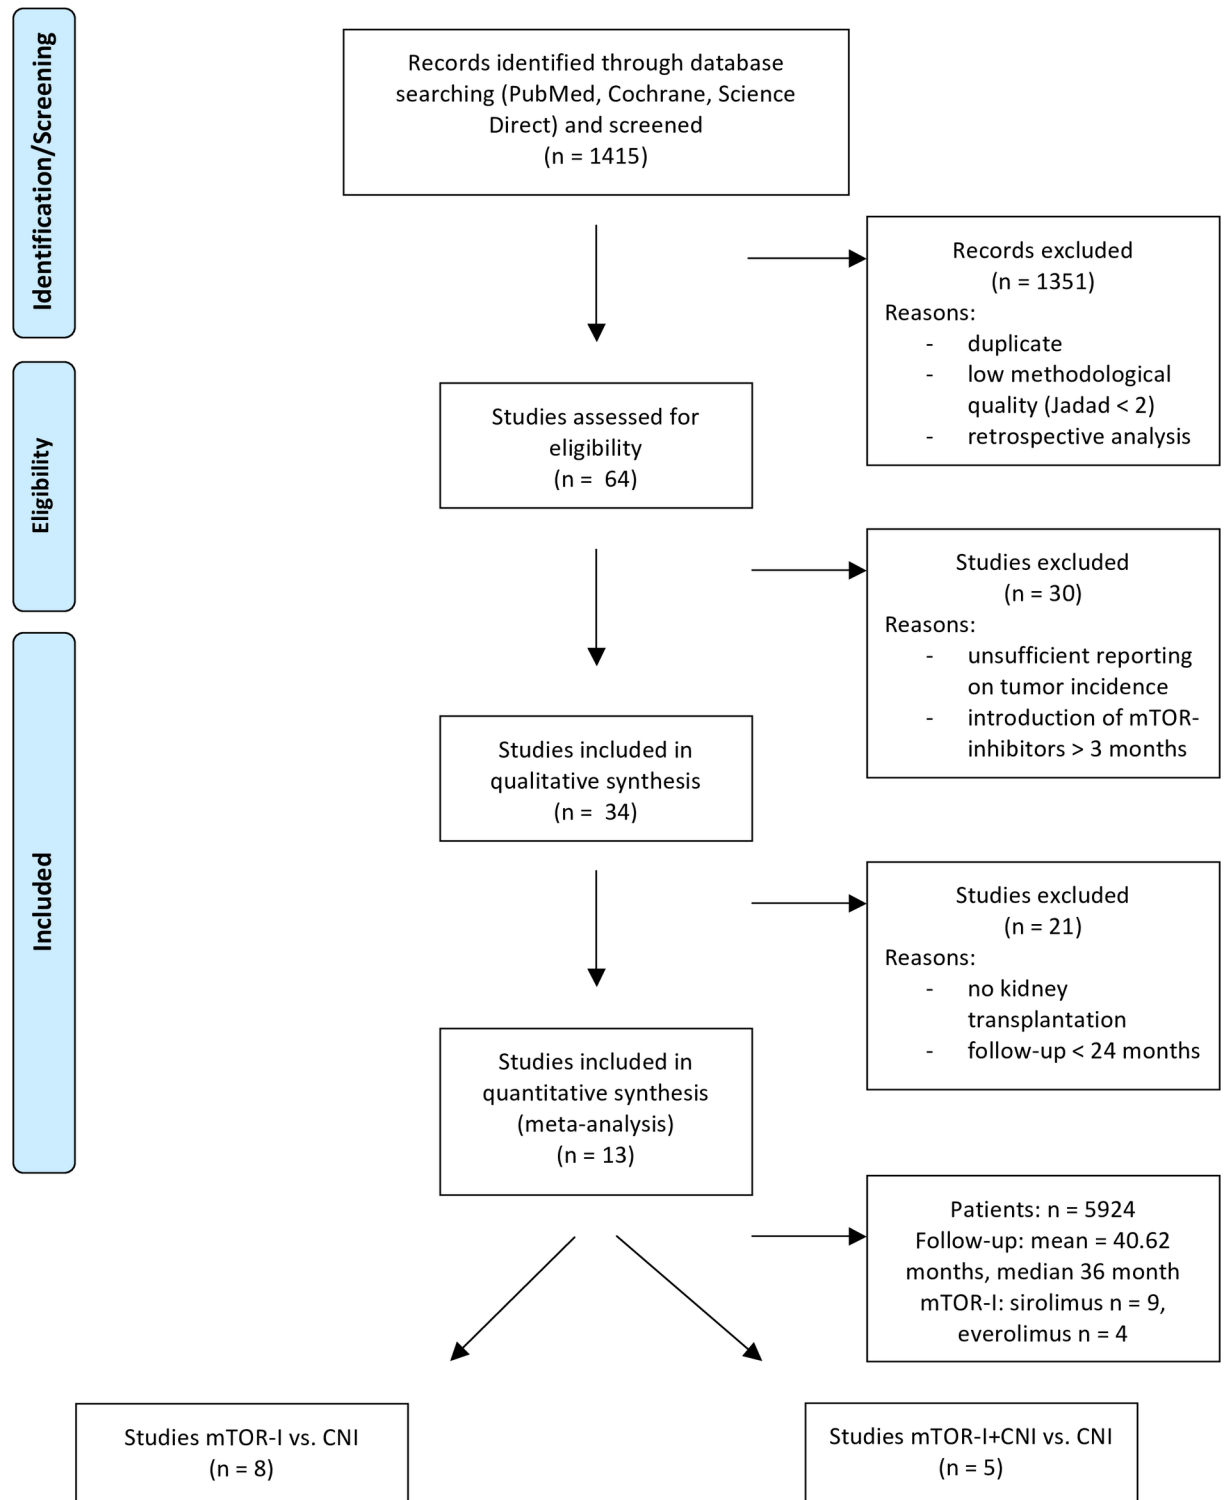 Identification/Screening
Records identified through database
searching (PubMed, Cochrane, Science
Direct) and screened
(n = 1415)
Records excluded
(n = 1351)
Reasons:
- duplicate
- low methodological
quality (Jadad < 2)
- retrospective analysis
Eligibility
Studies assessed for
eligibility
(n = 64)
Studies excluded
(n = 30)
Reasons:
- unsufficient reporting
on tumor incidence
- introduction of mTOR-
inhibitors > 3 months
Included
Studies included in
qualitative synthesis
(n = 34)
Studies excluded
(n = 21)
Reasons:
- no kidney
transplantation
- follow-up < 24 months
Studies included in
quantitative synthesis
(meta-analysis)
(n = 13)
Patients: n = 5924
Follow-up: mean = 40.62
months, median 36 month
mTOR-I: sirolimus n = 9,
everolimus n = 4
Studies mTOR-I vs. CNI
(n = 8)
Studies mTOR-I+CNI vs. CNI
(n = 5)